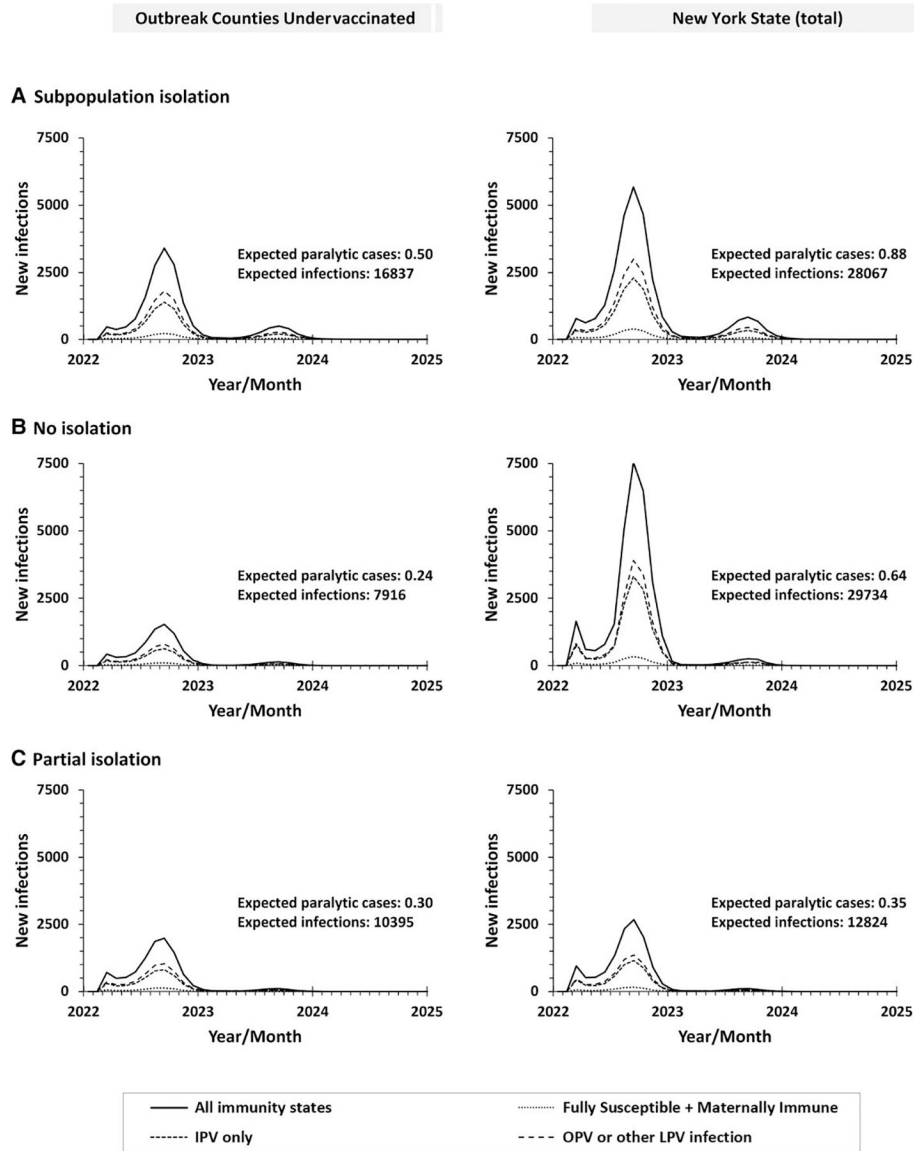 Outbreak Counties Undervaccinated
New York State (total)
A Subpopulation isolation
7500
5000
2500
0
New infections
Expected paralytic cases: 0.50
Expected infections: 16837
2022
2023
2024
2025
Year/Month
7500
5000
2500
0
New infections
Expected paralytic cases: 0.88
Expected infections: 28067
2022
2023
2024
2025
Year/Month
B No isolation
7500
5000
2500
0
New infections
Expected paralytic cases: 0.24
Expected infections: 7916
2022
2023
2024
2025
Year/Month
7500
5000
2500
0
New infections
Expected paralytic cases: 0.64
Expected infections: 29734
2022
2023
2024
2025
Year/Month
C Partial isolation
7500
5000
2500
0
New infections
Expected paralytic cases: 0.30
Expected infections: 10395
2022
2023
2024
2025
Year/Month
7500
5000
2500
0
New infections
Expected paralytic cases: 0.35
Expected infections: 12824
2022
2023
2024
2025
Year/Month
All immunity states
Fully Susceptible + Maternally Immune
IPV only
OPV or other LPV infection